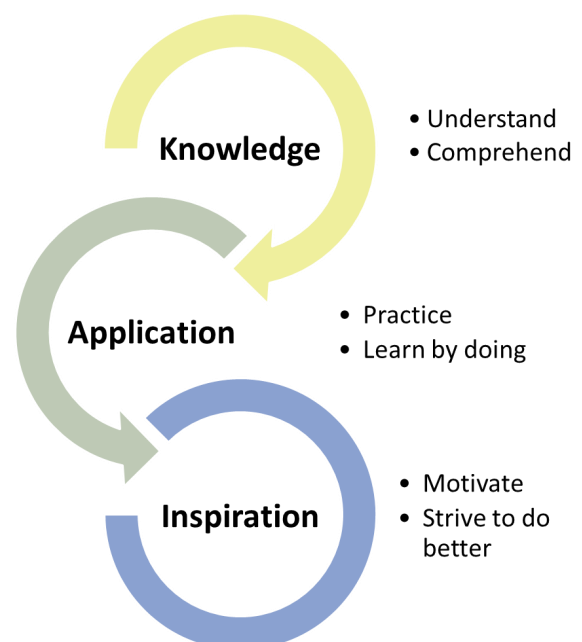 Knowledge
• Understand
• Comprehend
Application
• Practice
• Learn by doing
Inspiration
• Motivate
• Strive to do
better